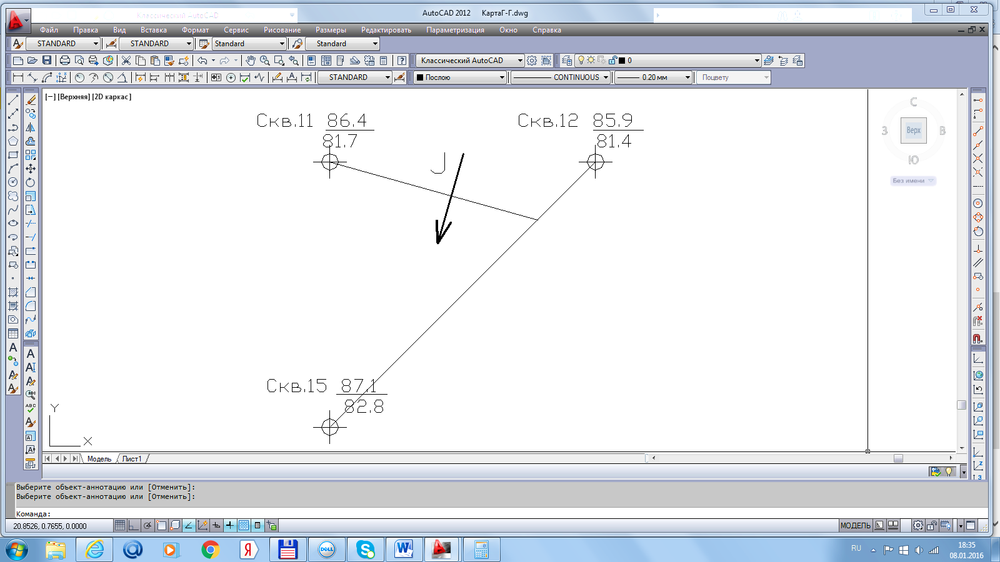 Классический AutoCAD
AutoCAD 2012 КартаГ-Г.dwg
Файл Правка Вид Вставка Формат Сервис Рисование Размеры Редактировать Параметризация Окно Справка
STANDARD STANDARD Standard Standard
Классический AutoCAD 0
STANDARD Послою CONTINUOUS 0.20 мм Поцвету
[−] [Верхняя] [2D каркас]
Скв.11 86.4
81.7
Скв.12 85.9
81.4
J
С
З Верх В
Ю
Без имени
Скв.15 87.1
82.8
Y
X
Модель Лист1
Выберите объект-аннотацию или [Отменить]:
Выберите объект-аннотацию или [Отменить]:
Команда:
20.8526, 0.7655, 0.0000 МОДЕЛЬ
RU 18:35
08.01.2016